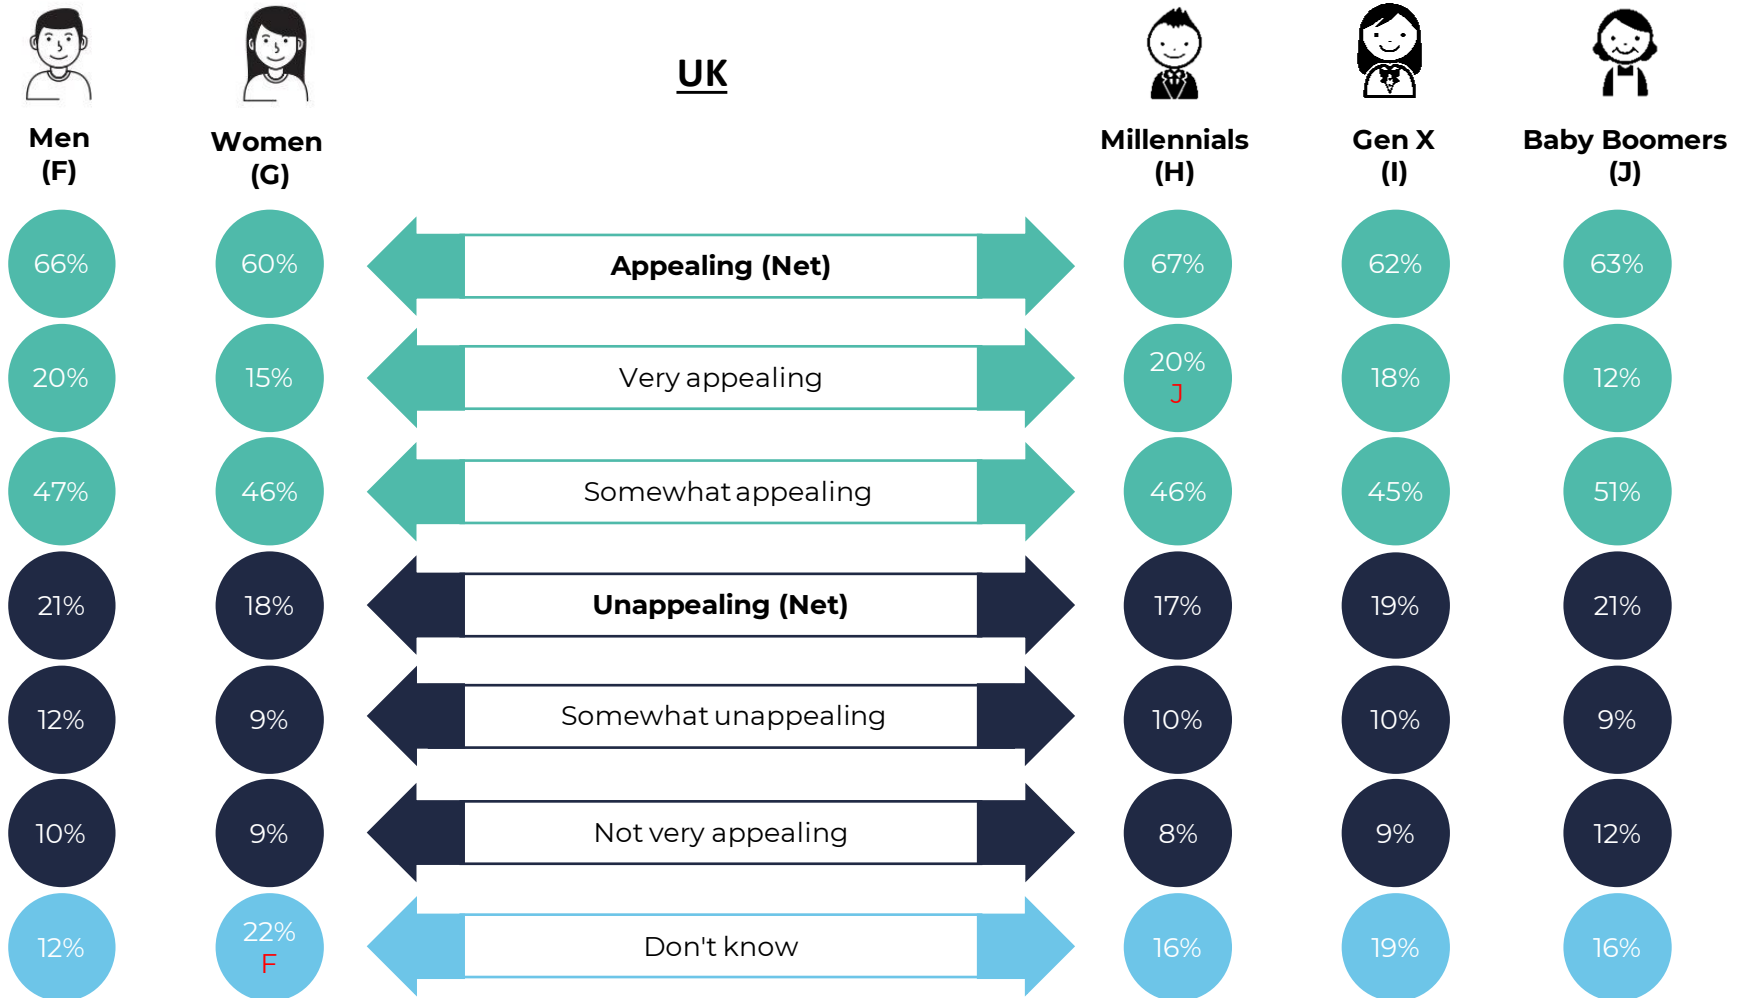 UK
Men
(F)
Women
(G)
Millennials
(H)
Gen X
(I)
Baby Boomers
(J)
66%
60%
Appealing (Net)
67%
62%
63%
20%
15%
Very appealing
20%
J
18%
12%
47%
46%
Somewhat appealing
46%
45%
51%
21%
18%
Unappealing (Net)
17%
19%
21%
12%
9%
Somewhat unappealing
10%
10%
9%
10%
9%
Not very appealing
8%
9%
12%
12%
22%
F
Don't know
16%
19%
16%